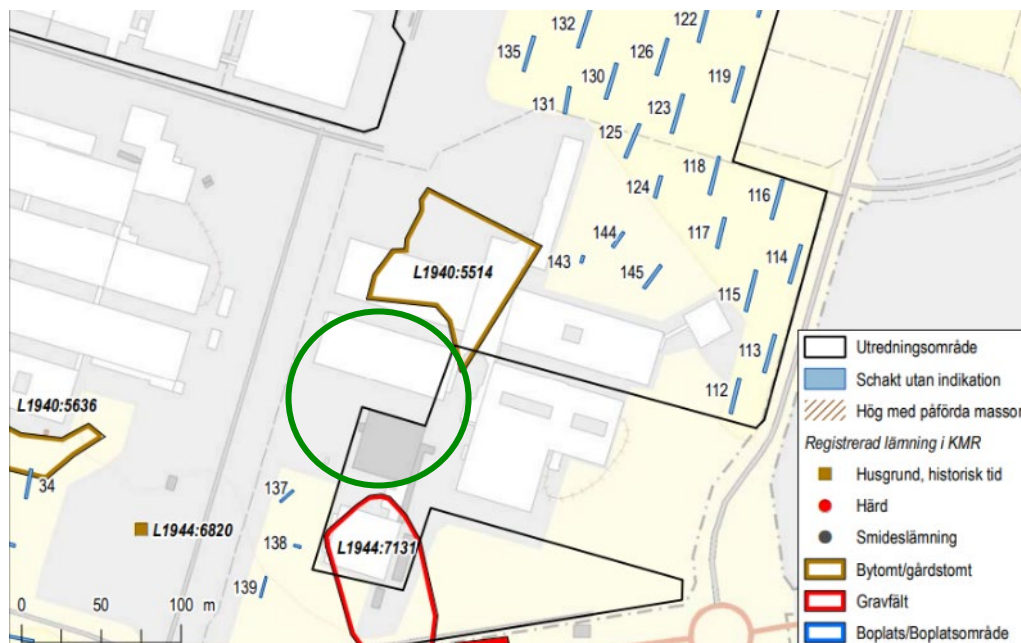 132
122
135
126
130
119
131
123
125
118
124
116
144
117
143
114
L1940:5514
145
115
113
112
L1940:5636
34
137
L1944:6820
138
L1944:7131
139
0 50 100 m
Utredningsområde
Schakt utan indikation
Hög med påförda massor
Registrerad lämning i KMR
Husgrund, historisk tid
Härd
Smideslämning
Bytomt/gårdstomt
Gravfält
Boplats/Boplatsområde